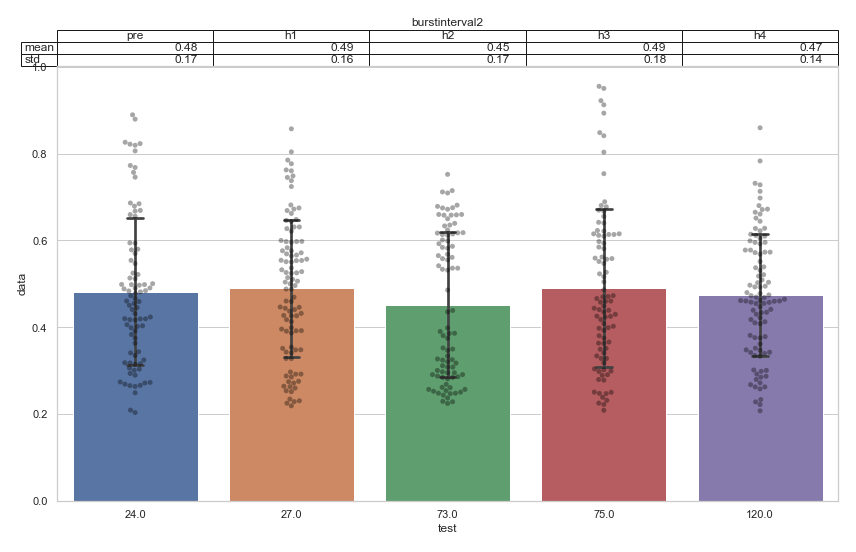 burstinterval2
pre h1 h2 h3 h4
mean 0.48 0.49 0.45 0.49 0.47
std 0.17 0.16 0.17 0.18 0.14
1.0
0.8
0.6
0.4
0.2
0.0
data
24.0 27.0 73.0 75.0 120.0
test